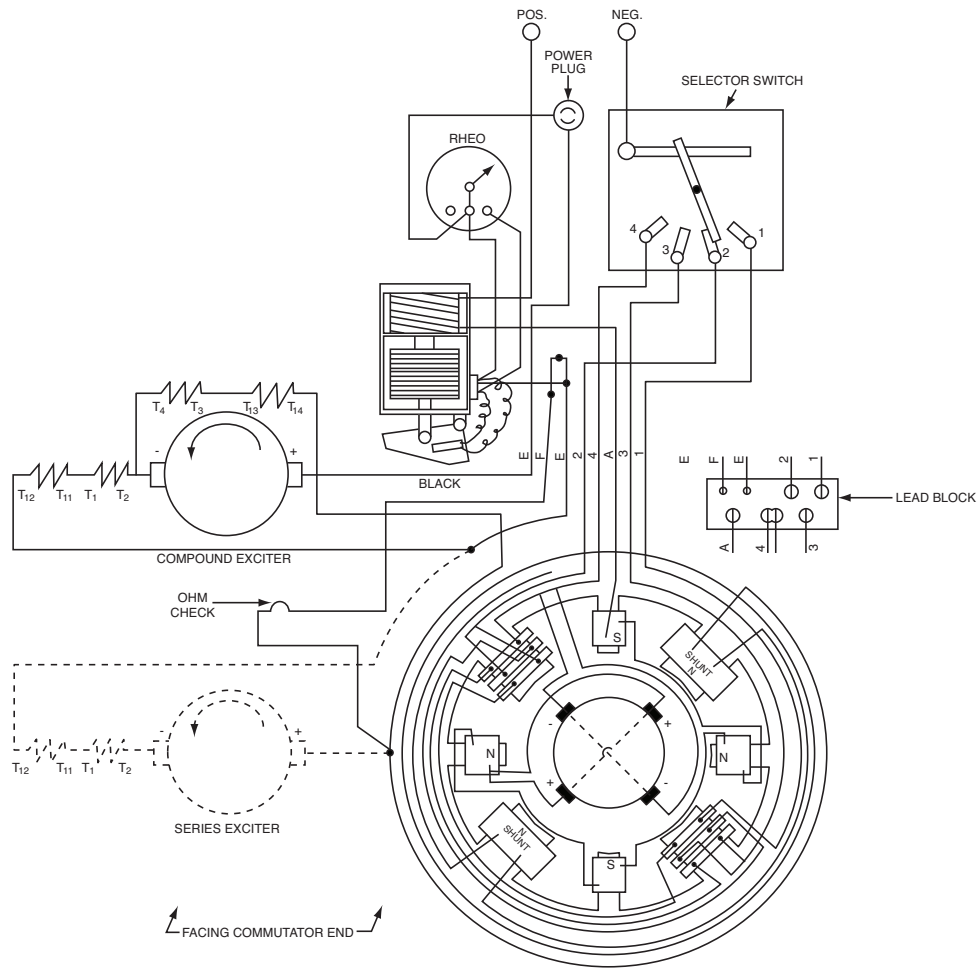 POS.
NEG.
POWER
PLUG
SELECTOR SWITCH
RHEO
4
3
2
1
T4
T3
T13
T14
-
+
T12
T11
T1
T2
BLACK
E
F
E
2
4
A
3
1
E
F
E
2
1
LEAD BLOCK
A
4
3
COMPOUND EXCITER
OHM
CHECK
S
SHUNT
N
-
+
N
N
+
-
T12
T11
T1
T2
-
+
SERIES EXCITER
N
SHUNT
S
FACING COMMUTATOR END